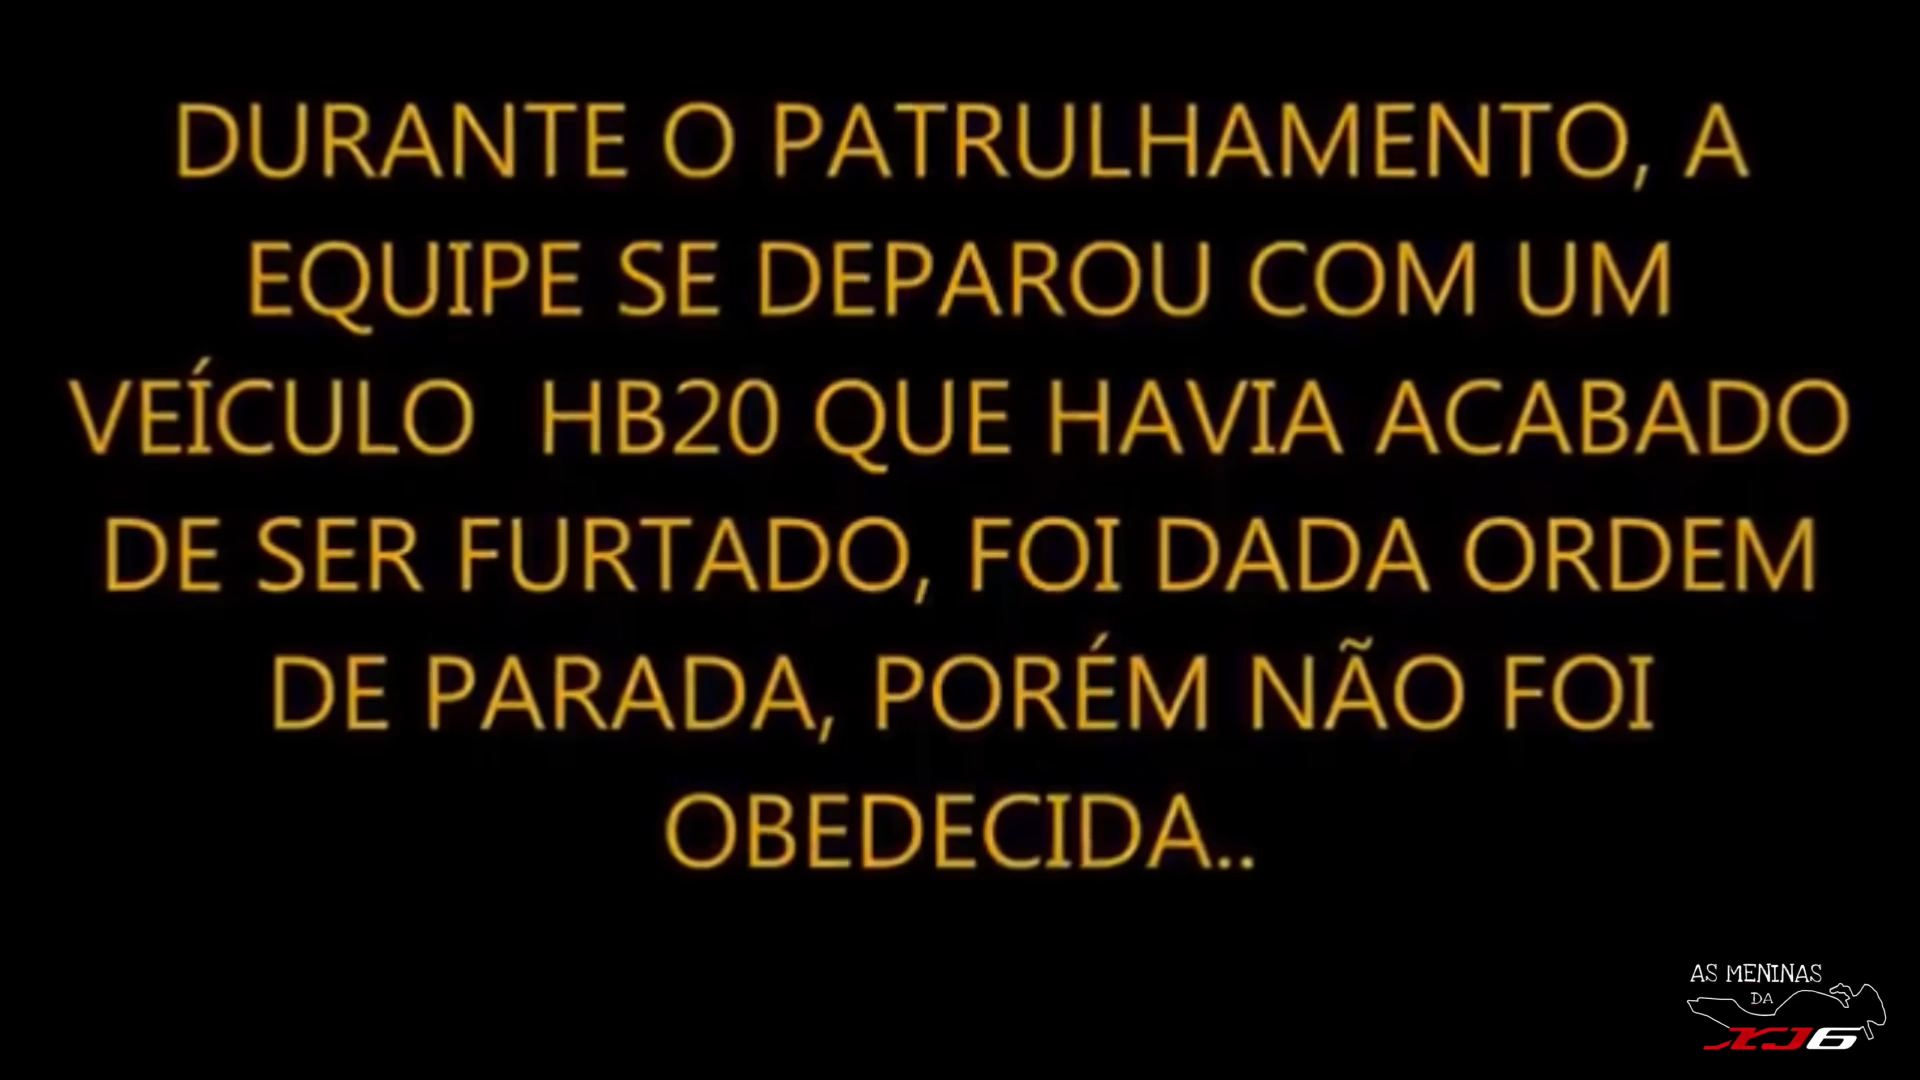 DURANTE O PATRULHAMENTO, A
EQUIPE SE DEPAROU COM UM
VEÍCULO  HB20 QUE HAVIA ACABADO
DE SER FURTADO, FOI DADA ORDEM
DE PARADA, PORÉM NÃO FOI
OBEDECIDA..
AS MENINAS
DA
XJ6